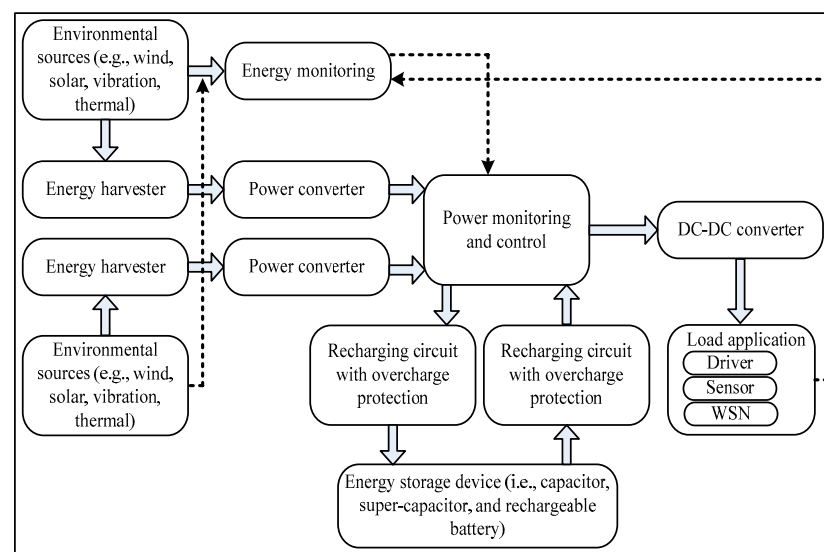 Environmental
sources (e.g., wind,
solar, vibration,
thermal)
Energy monitoring
Energy harvester
Power converter
Power monitoring
and control
DC-DC converter
Energy harvester
Power converter
Environmental
sources (e.g., wind,
solar, vibration,
thermal)
Recharging circuit
with overcharge
protection
Recharging circuit
with overcharge
protection
Load application
Driver
Sensor
WSN
Energy storage device (i.e., capacitor,
super-capacitor, and rechargeable
battery)